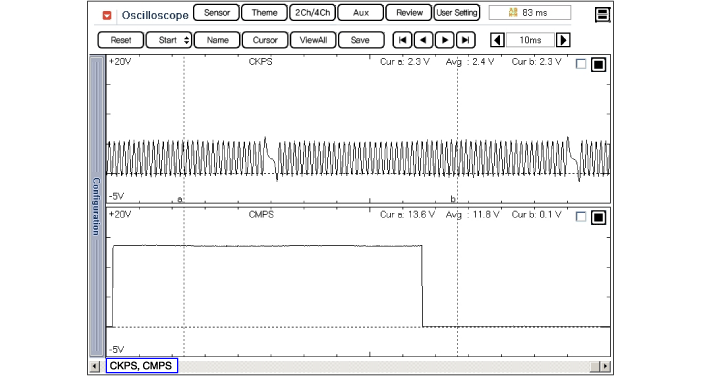 Oscilloscope Sensor Theme 2Ch/4Ch Aux Review User Setting 83 ms
Reset Start Name Cursor ViewAll Save 10ms
+20V CKPS Cur a: 2.3 V Avg : 2.4 V Cur b: 2.3 V
Configuration
-5V a b
+20V CMPS Cur a: 13.6 V Avg : 11.8 V Cur b: 0.1 V
-5V
CKPS, CMPS